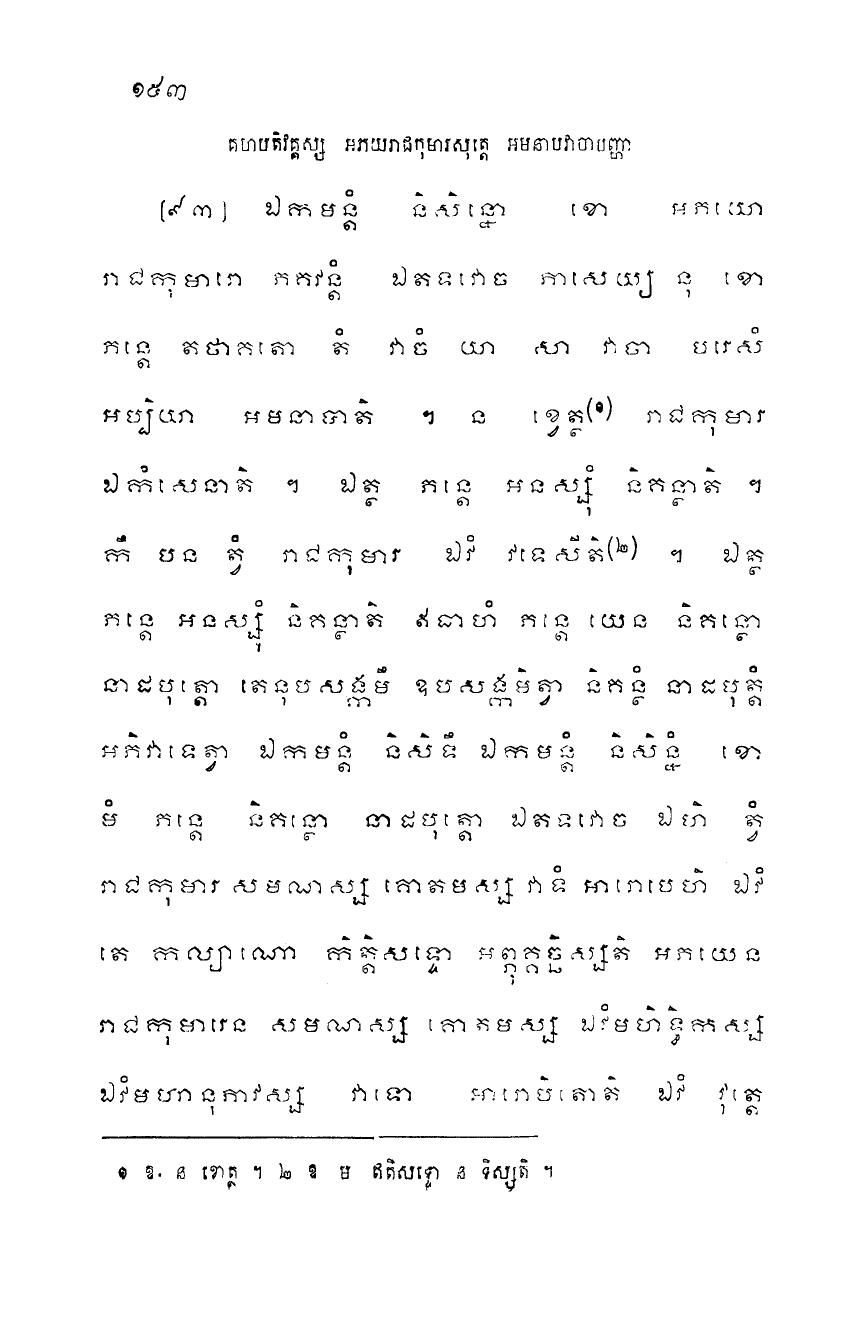 ១៥៣
គហបតិវគ្គស្ស អភយរាជកុមារសុត្តេ អមនាបវាចាបញ្ហា
[៩៣] ឯកមន្តំ និសិន្នោ ខោ អភយោ
រាជកុមារោ ភគវន្តំ ឯតទវោច ភាសេយ្យ នុ ខោ
ភន្តេ តថាគតោ តំ វាចំ យា សា វាចា បរេសំ
អប្បិយា អមនាបាតិ ។ ន ខ្វេត្ថ(១) រាជកុមារ
ឯកំសេនាតិ ។ ឯត្ថ ភន្តេ អនស្សុំ និគន្ថាតិ ។
កឹ បន ត្វំ រាជកុមារ ឯវំ វទេសីតិ(២) ។ ឯត្ថ
ភន្តេ អនស្សុំ និគន្ថាតិ ឥធាហំ ភន្តេ យេន និគន្ថោ
នាដបុត្តោ តេនុបសង្កមឹ ឧបសង្កមិត្វា និគន្ថំ នាដបុត្តំ
អភិវាទេត្វា ឯកមន្តំ និសិទឹ ឯកមន្តំ និសិន្នំ ខោ
មំ ភន្តេ និគន្ថោ នាដបុត្តោ ឯតទវោច ឯហិ ត្វំ
រាជកុមារ សមណស្ស គោតមស្ស វាទំ អារោបេហិ ឯវំ
តេ កល្យាណោ កិត្តិសទ្ទោ អព្ភុគ្គច្ឆិស្សតិ អភយេន
រាជកុមារេន សមណស្ស គោតមស្ស ឯវំមហិទ្ធិកស្ស
ឯវំមហានុភាវស្ស វាទោ អារោបិតោតិ ឯវំ វុត្តេ
១ ឱ. ន ខោត្ថ ។ ២ ឱ ម ឥតិសទ្ទោ ន ទិស្សតិ ។